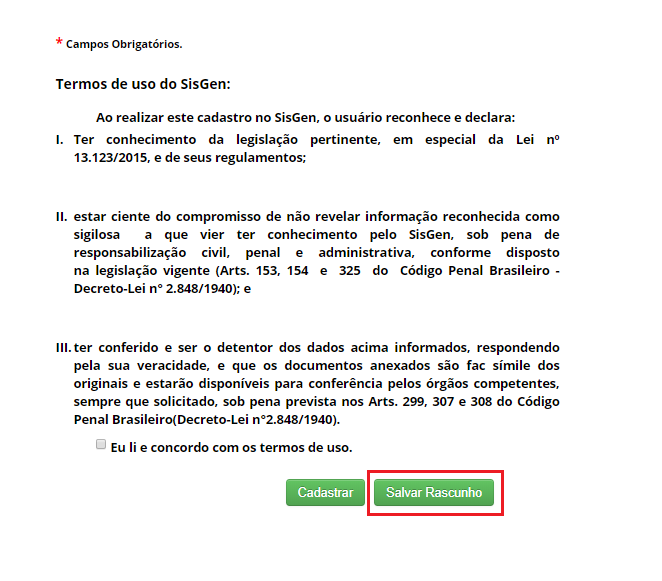 * Campos Obrigatórios.
Termos de uso do SisGen:
Ao realizar este cadastro no SisGen, o usuário reconhece e declara:
I. Ter conhecimento da legislação pertinente, em especial da Lei nº
13.123/2015, e de seus regulamentos;
II. estar ciente do compromisso de não revelar informação reconhecida como
sigilosa a que vier ter conhecimento pelo SisGen, sob pena de
responsabilização civil, penal e administrativa, conforme disposto
na legislação vigente (Arts. 153, 154 e 325 do Código Penal Brasileiro -
Decreto-Lei n° 2.848/1940); e
III. ter conferido e ser o detentor dos dados acima informados, respondendo
pela sua veracidade, e que os documentos anexados são fac símile dos
originais e estarão disponíveis para conferência pelos órgãos competentes,
sempre que solicitado, sob pena prevista nos Arts. 299, 307 e 308 do Código
Penal Brasileiro(Decreto-Lei n°2.848/1940).
Eu li e concordo com os termos de uso.
Cadastrar Salvar Rascunho